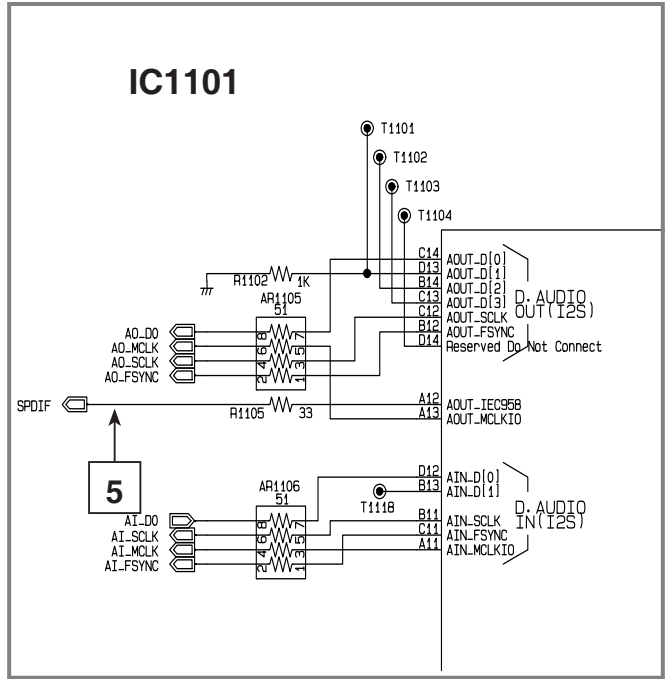 IC1101
T1101
T1102
T1103
T1104
R1102 1K
AR1105
51
C14 AOUT_D[0]
D13 AOUT_D[1]
B14 AOUT_D[2]
C13 AOUT_D[3]
C12 AOUT_SCLK
B12 AOUT_FSYNC
D14 Reserved Do Not Connect
D. AUDIO
OUT(I2S)
AO_D0 8 7
AO_MCLK 6 5
AO_SCLK 4 3
AO_FSYNC 2 1
SPDIF
R1105 33
A12 AOUT_IEC958
A13 AOUT_MCLKIO
5
AR1106
51
T1118
D12 AIN_D[0]
B13 AIN_D[1]
B11 AIN_SCLK
C11 AIN_FSYNC
A11 AIN_MCLKIO
D. AUDIO
IN(I2S)
AI_D0 8 7
AI_SCLK 6 5
AI_MCLK 4 3
AI_FSYNC 2 1